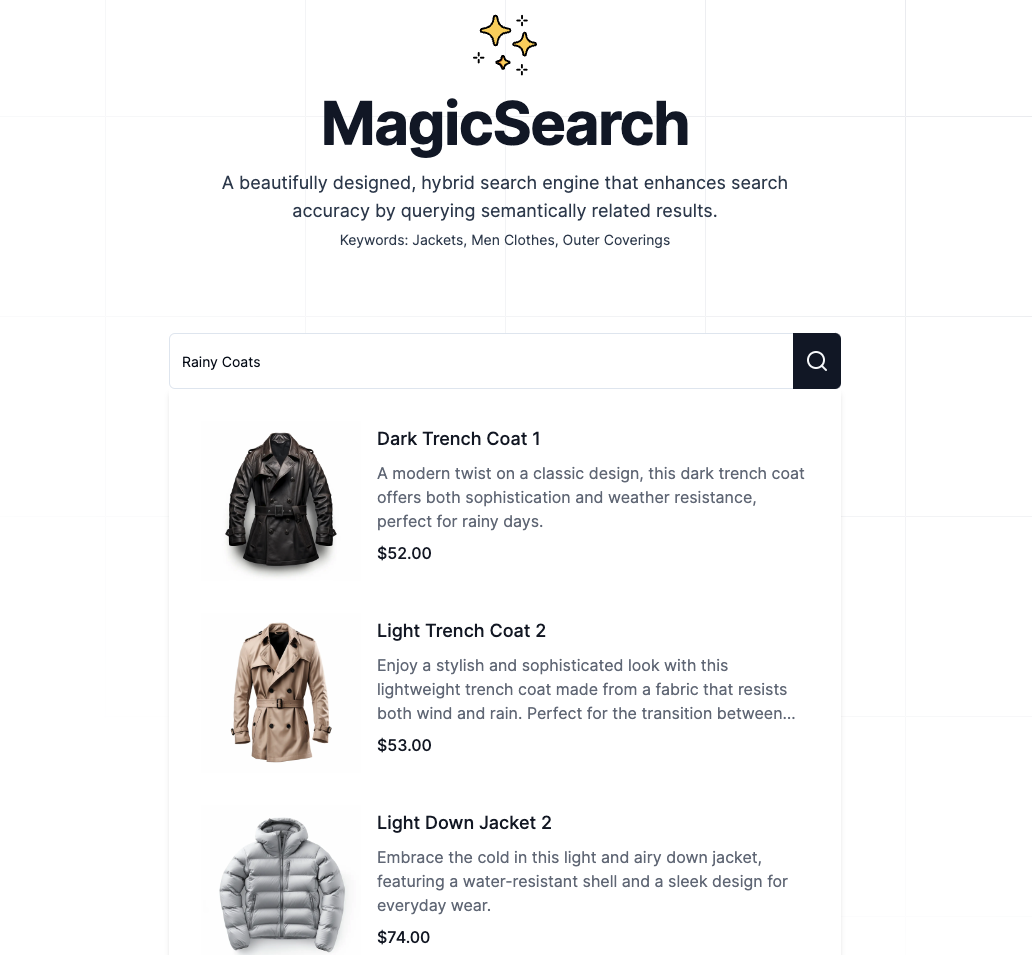 MagicSearch
A beautifully designed, hybrid search engine that enhances search
accuracy by querying semantically related results.
Keywords: Jackets, Men Clothes, Outer Coverings
Rainy Coats
Dark Trench Coat 1
A modern twist on a classic design, this dark trench coat
offers both sophistication and weather resistance,
perfect for rainy days.
$52.00
Light Trench Coat 2
Enjoy a stylish and sophisticated look with this
lightweight trench coat made from a fabric that resists
both wind and rain. Perfect for the transition between...
$53.00
Light Down Jacket 2
Embrace the cold in this light and airy down jacket,
featuring a water-resistant shell and a sleek design for
everyday wear.
$74.00